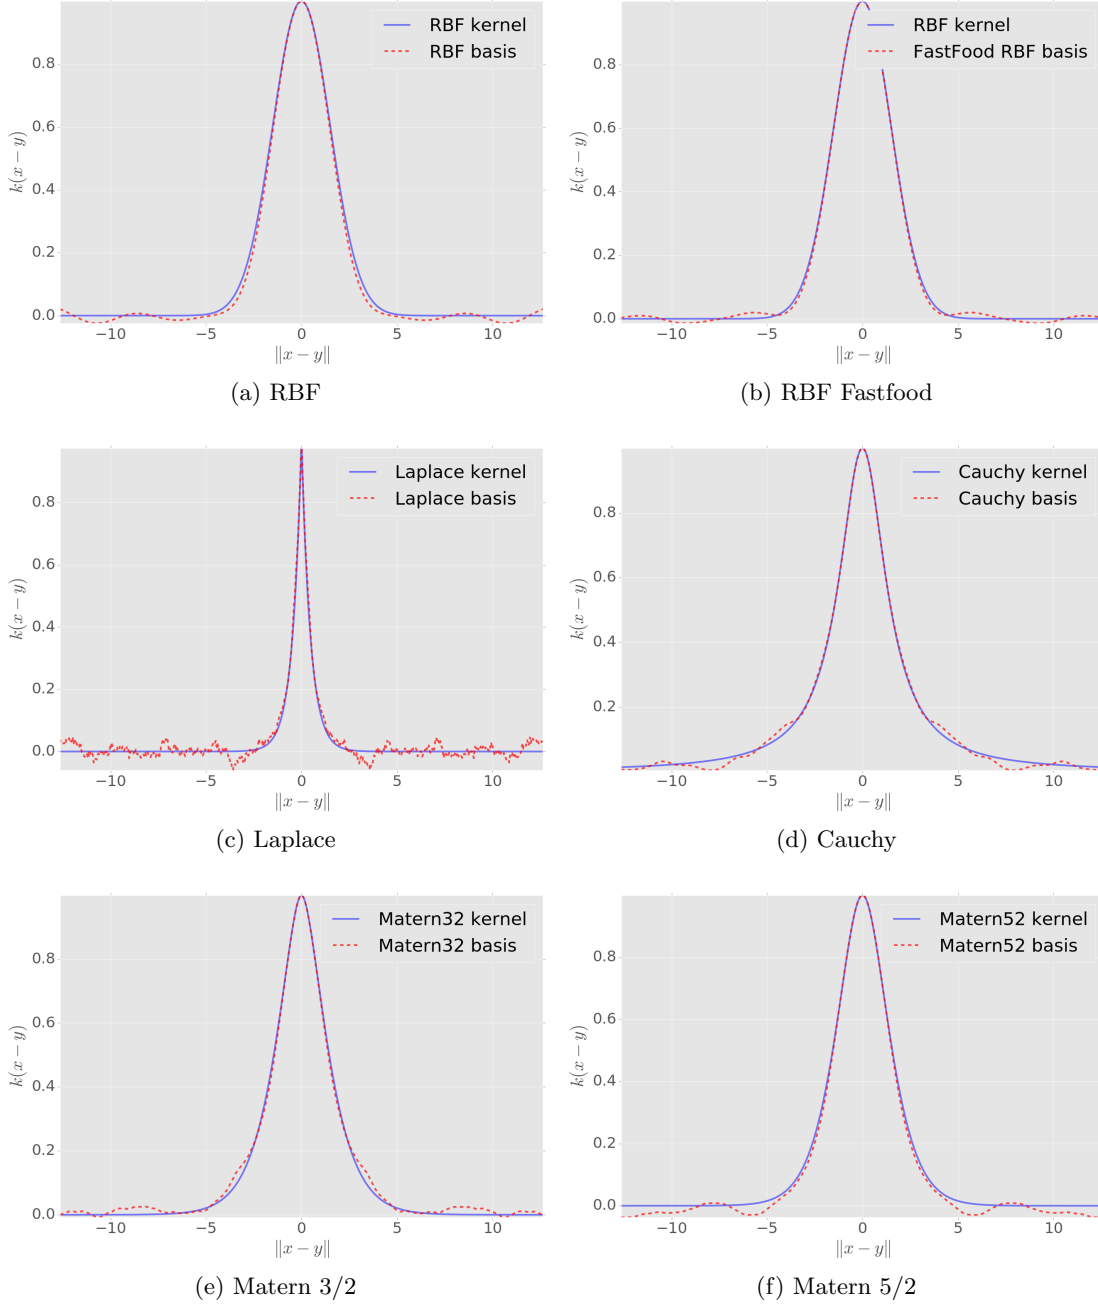 RBF kernel
RBF basis
0.8
0.6
0.4
0.2
0.0
k(x − y)
−10 −5 0 5 10
‖x − y‖
(a) RBF
RBF kernel
FastFood RBF basis
0.8
0.6
0.4
0.2
0.0
k(x − y)
−10 −5 0 5 10
‖x − y‖
(b) RBF Fastfood
Laplace kernel
Laplace basis
0.8
0.6
0.4
0.2
0.0
k(x − y)
−10 −5 0 5 10
‖x − y‖
(c) Laplace
Cauchy kernel
Cauchy basis
0.8
0.6
0.4
0.2
k(x − y)
−10 −5 0 5 10
‖x − y‖
(d) Cauchy
Matern32 kernel
Matern32 basis
0.8
0.6
0.4
0.2
0.0
k(x − y)
−10 −5 0 5 10
‖x − y‖
(e) Matern 3/2
Matern52 kernel
Matern52 basis
0.8
0.6
0.4
0.2
0.0
k(x − y)
−10 −5 0 5 10
‖x − y‖
(f) Matern 5/2